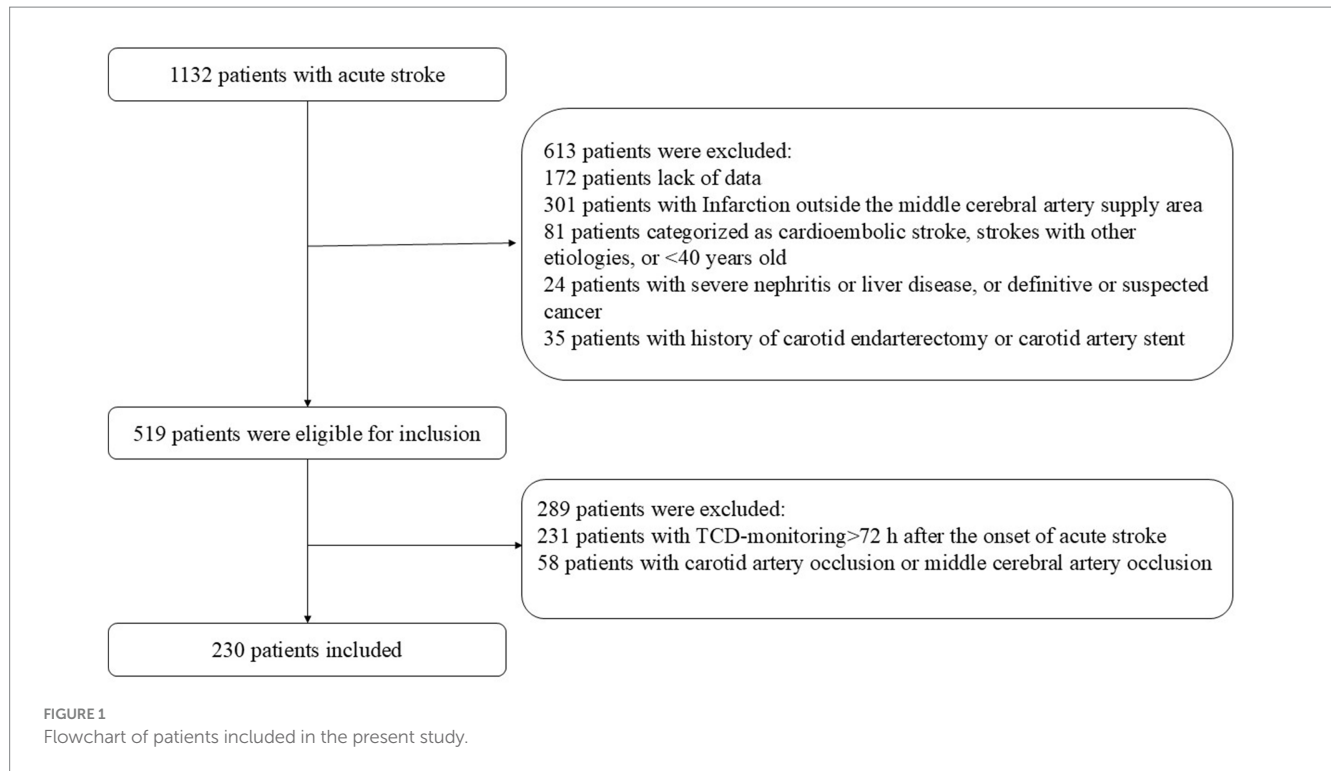 1132 patients with acute stroke
613 patients were excluded:
172 patients lack of data
301 patients with Infarction outside the middle cerebral artery supply area
81 patients categorized as cardioembolic stroke, strokes with other
etiologies, or <40 years old
24 patients with severe nephritis or liver disease, or definitive or suspected
cancer
35 patients with history of carotid endarterectomy or carotid artery stent
519 patients were eligible for inclusion
289 patients were excluded:
231 patients with TCD-monitoring>72 h after the onset of acute stroke
58 patients with carotid artery occlusion or middle cerebral artery occlusion
230 patients included
FIGURE 1
Flowchart of patients included in the present study.